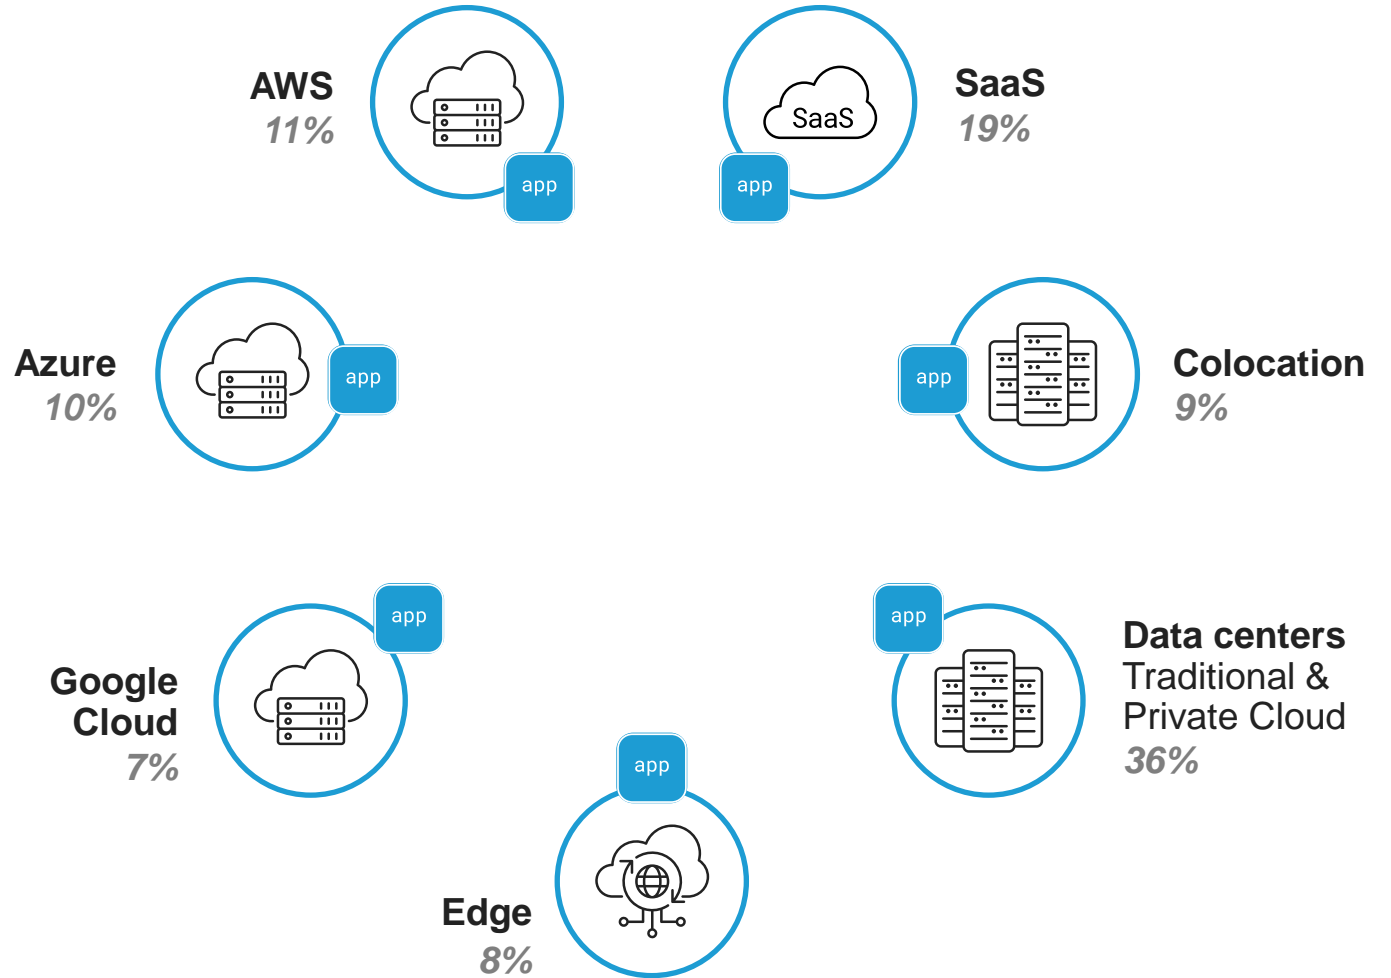 AWS
11%
app
SaaS
SaaS
19%
app
Azure
10%
app
Colocation
9%
app
Google
Cloud
7%
app
Data centers
Traditional &
Private Cloud
36%
app
Edge
8%
app